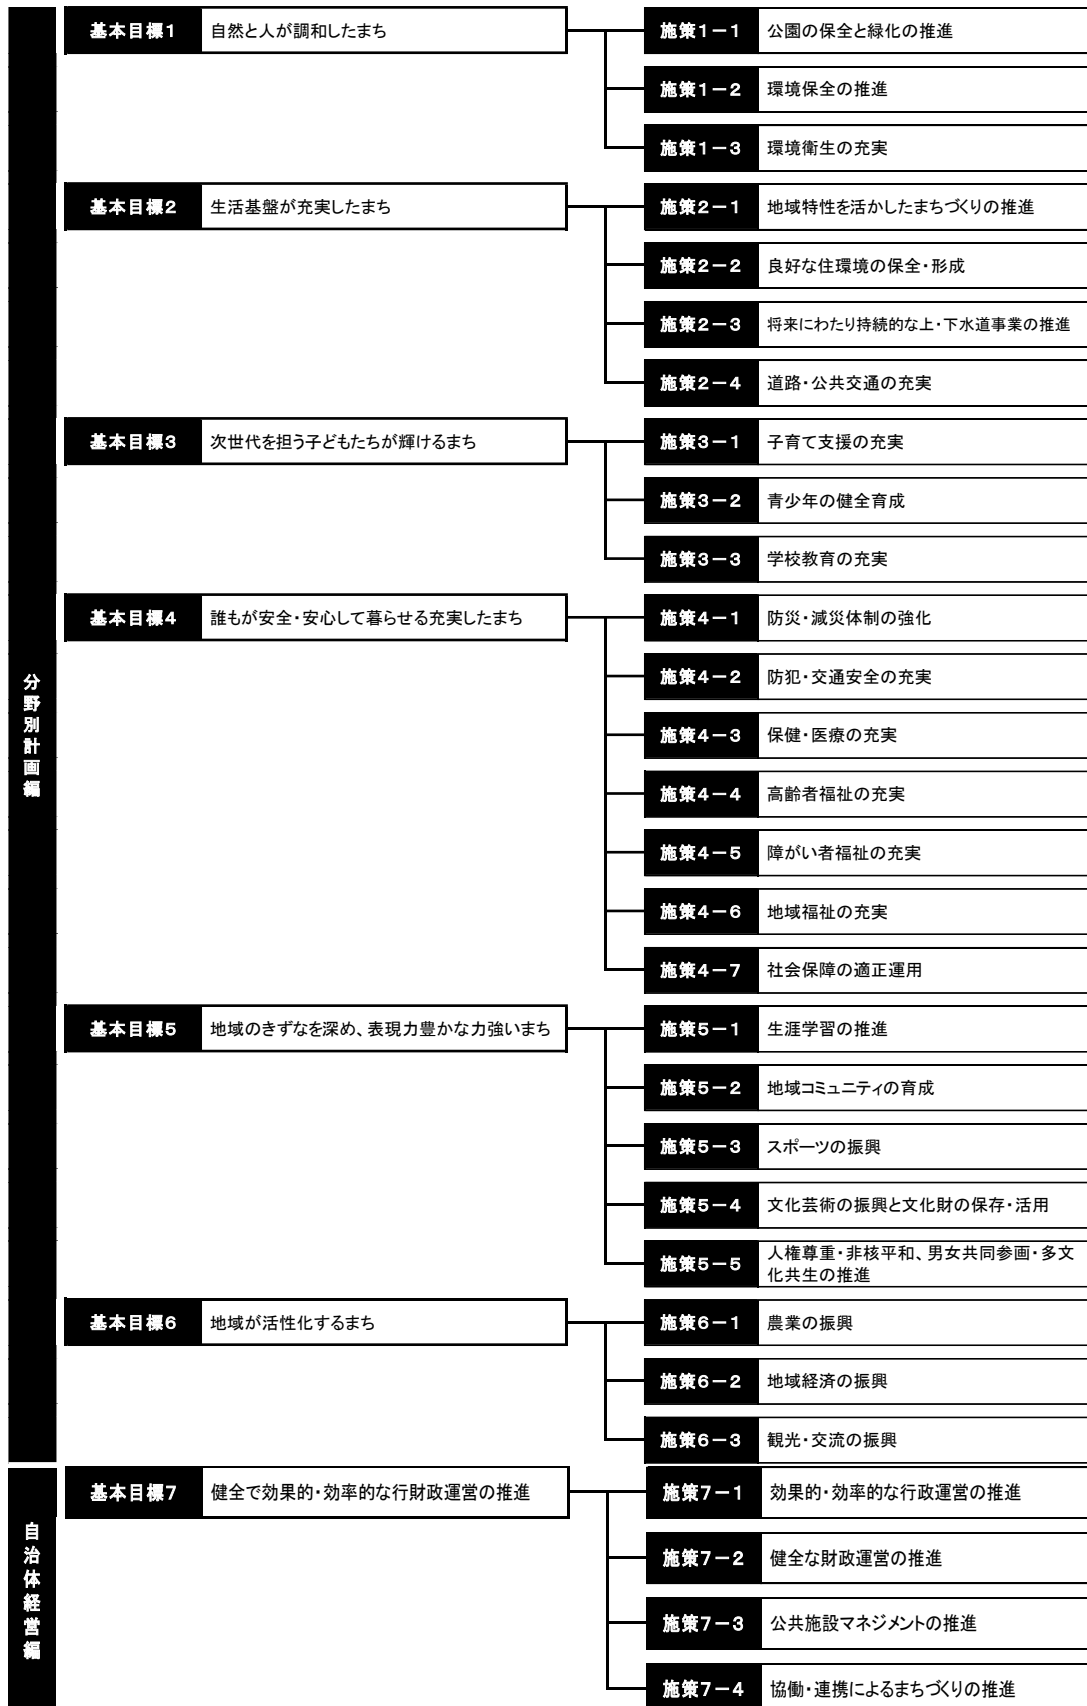 分野別計画編
基本目標1 自然と人が調和したまち
施策1－1 公園の保全と緑化の推進
施策1－2 環境保全の推進
施策1－3 環境衛生の充実
基本目標2 生活基盤が充実したまち
施策2－1 地域特性を活かしたまちづくりの推進
施策2－2 良好な住環境の保全・形成
施策2－3 将来にわたり持続的な上・下水道事業の推進
施策2－4 道路・公共交通の充実
基本目標3 次世代を担う子どもたちが輝けるまち
施策3－1 子育て支援の充実
施策3－2 青少年の健全育成
施策3－3 学校教育の充実
基本目標4 誰もが安全・安心して暮らせる充実したまち
施策4－1 防災・減災体制の強化
施策4－2 防犯・交通安全の充実
施策4－3 保健・医療の充実
施策4－4 高齢者福祉の充実
施策4－5 障がい者福祉の充実
施策4－6 地域福祉の充実
施策4－7 社会保障の適正運用
基本目標5 地域のきずなを深め、表現力豊かな力強いまち
施策5－1 生涯学習の推進
施策5－2 地域コミュニティの育成
施策5－3 スポーツの振興
施策5－4 文化芸術の振興と文化財の保存・活用
施策5－5 人権尊重・非核平和、男女共同参画・多文
化共生の推進
基本目標6 地域が活性化するまち
施策6－1 農業の振興
施策6－2 地域経済の振興
施策6－3 観光・交流の振興
自治体経営編
基本目標7 健全で効果的・効率的な行財政運営の推進
施策7－1 効果的・効率的な行政運営の推進
施策7－2 健全な財政運営の推進
施策7－3 公共施設マネジメントの推進
施策7－4 協働・連携によるまちづくりの推進